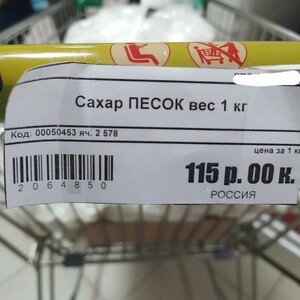 Сахар ПЕСОК вес 1 кг
Код: 00050453 яч. 2 578
цена за 1 кг
115 р. 00 к.
2064850
РОССИЯ